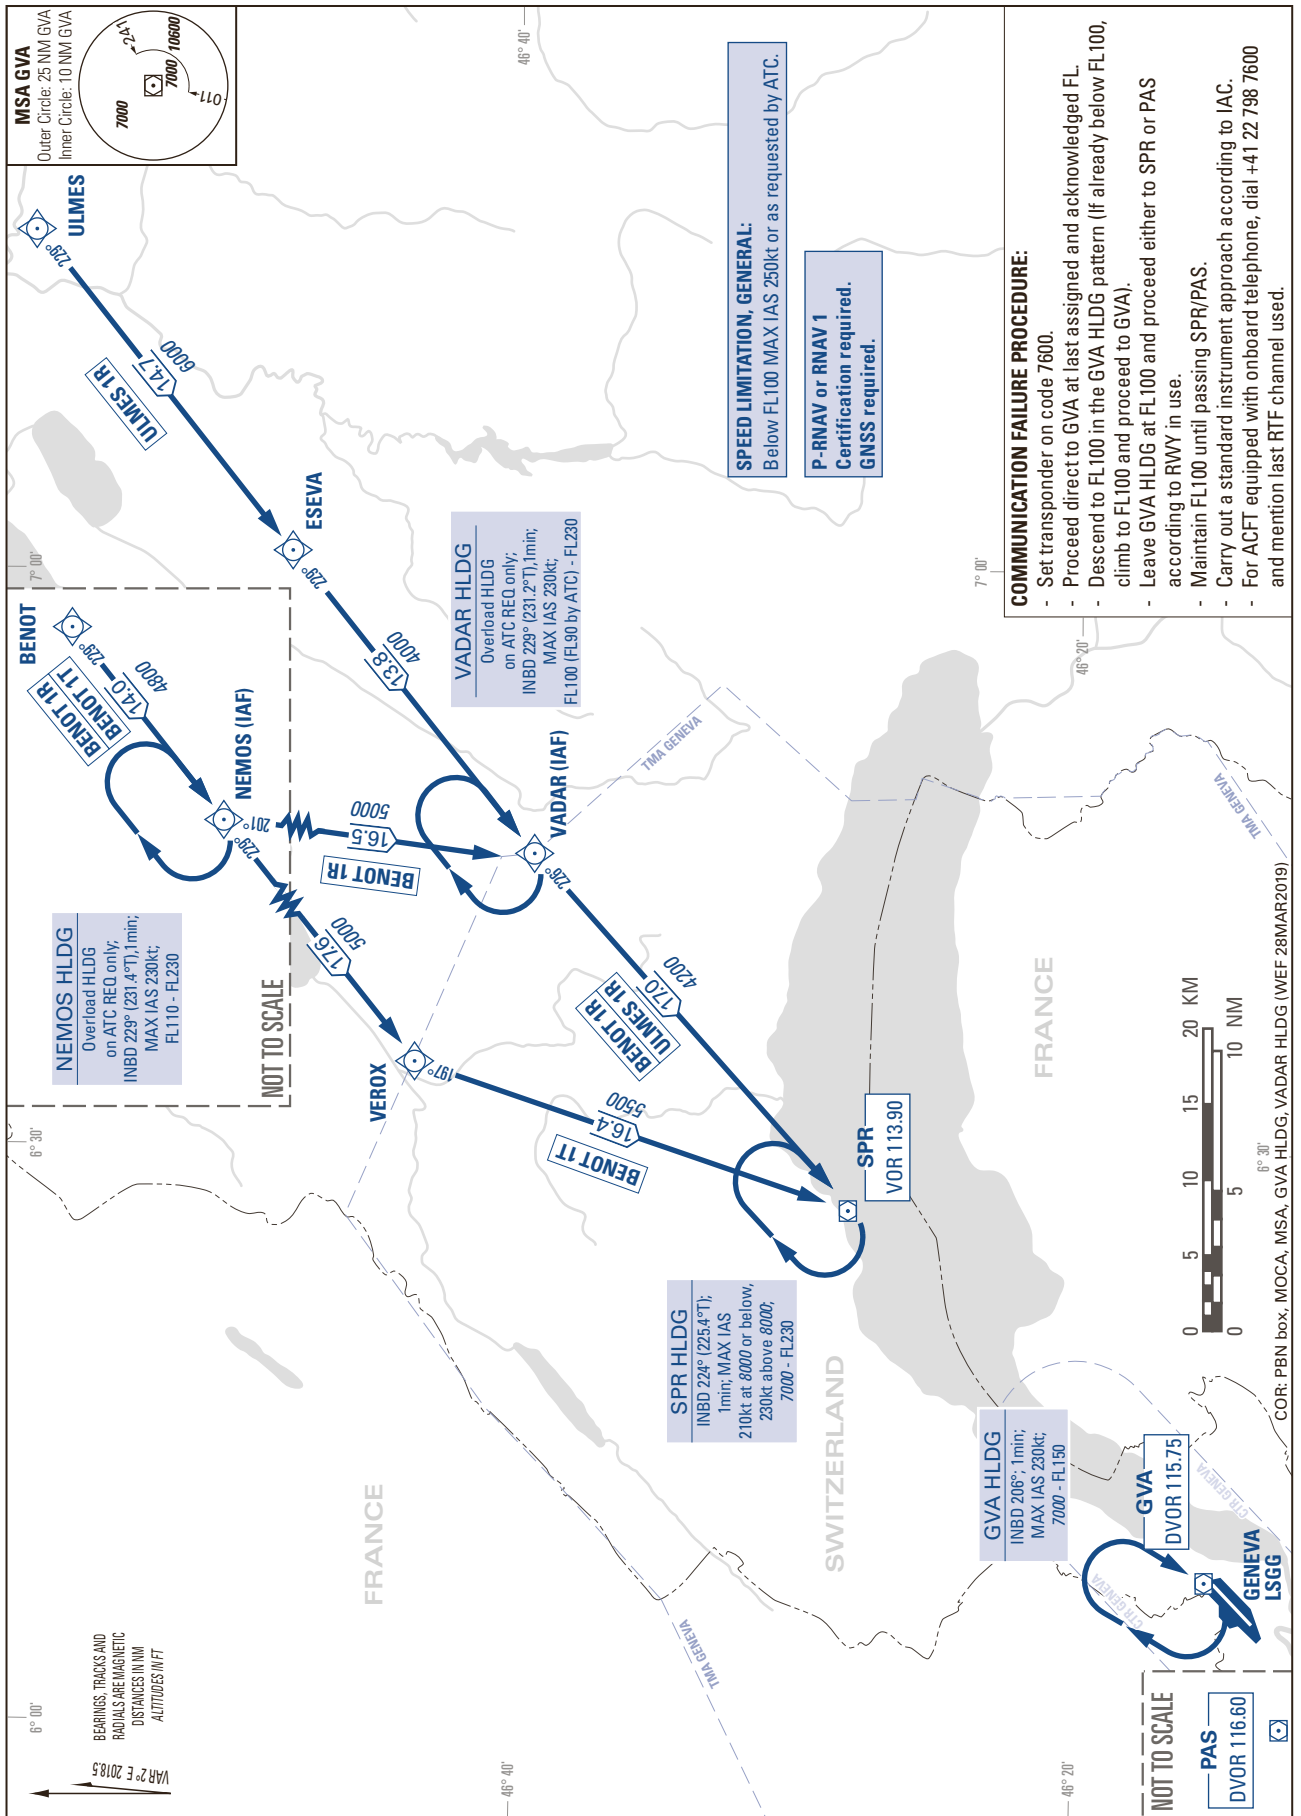 BEARINGS, TRACKS AND
RADIALS ARE MAGNETIC
DISTANCES IN NM
ALTITUDES IN FT
VAR 2° E 2018.5
6° 00'
6° 30'
7° 00'
NEMOS HLDG
Overload HLDG
on ATC REQ only;
INBD 229° (231.4°T),1min;
MAX IAS 230kt;
FL110 - FL230
NOT TO SCALE
BENOT
229°
14.0
4800
BENOT 1R
BENOT 1T
NEMOS (IAF)
229°
201°
17.6
5000
16.5
5000
BENOT 1R
VEROX
197°
16.4
5500
BENOT 1T
MSA GVA
Outer Circle: 25 NM GVA
Inner Circle: 10 NM GVA
7000
7000
10600
241
011
ULMES
229°
14.7
6000
ULMES 1R
ESEVA
229°
13.8
4000
VADAR HLDG
Overload HLDG
on ATC REQ only;
INBD 229° (231.2°T),1min;
MAX IAS 230kt;
FL100 (FL90 by ATC) - FL230
VADAR (IAF)
226°
17.0
4200
BENOT 1R
ULMES 1R
FRANCE
46° 40'
46° 40'
TMA GENEVA
TMA GENEVA
TMA GENEVA
SPR HLDG
INBD 224° (225.4°T);
1min; MAX IAS
210kt at 8000 or below,
230kt above 8000;
7000 - FL230
SPR
VOR 113.90
SWITZERLAND
FRANCE
SPEED LIMITATION, GENERAL:
Below FL100 MAX IAS 250kt or as requested by ATC.
P-RNAV or RNAV 1
Certification required.
GNSS required.
GVA HLDG
INBD 206°; 1min;
MAX IAS 230kt;
7000 - FL150
GVA
DVOR 115.75
CTR GENEVA
CTR GENEVA
GENEVA
LSGG
NOT TO SCALE
PAS
DVOR 116.60
46° 20'
46° 20'
6° 30'
7° 00'
0 5 10 15 20 KM
0 5 10 NM
COMMUNICATION FAILURE PROCEDURE:
- Set transponder on code 7600.
- Proceed direct to GVA at last assigned and acknowledged FL.
- Descend to FL100 in the GVA HLDG pattern (If already below FL100,
climb to FL100 and proceed to GVA).
- Leave GVA HLDG at FL100 and proceed either to SPR or PAS
according to RWY in use.
- Maintain FL100 until passing SPR/PAS.
- Carry out a standard instrument approach according to IAC.
- For ACFT equipped with onboard telephone, dial +41 22 798 7600
and mention last RTF channel used.
COR: PBN box, MOCA, MSA, GVA HLDG, VADAR HLDG (WEF 28MAR2019)